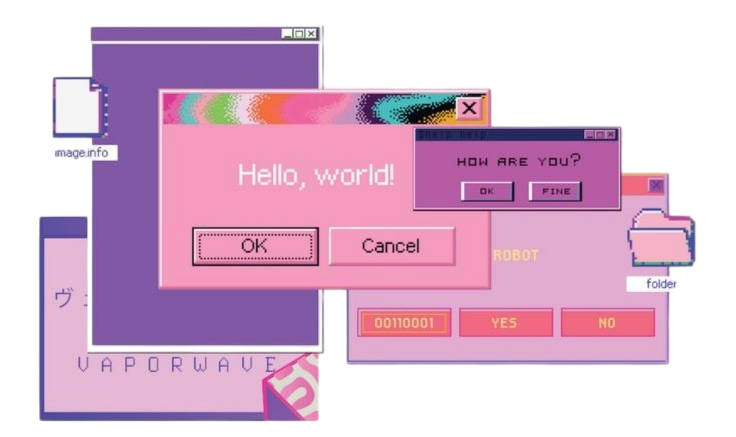 image.info
Hello, world!
OK
Cancel
HOW ARE YOU?
OK
FINE
ROBOT
folder
00110001
YES
NO
ヴ
VAPORWAVE